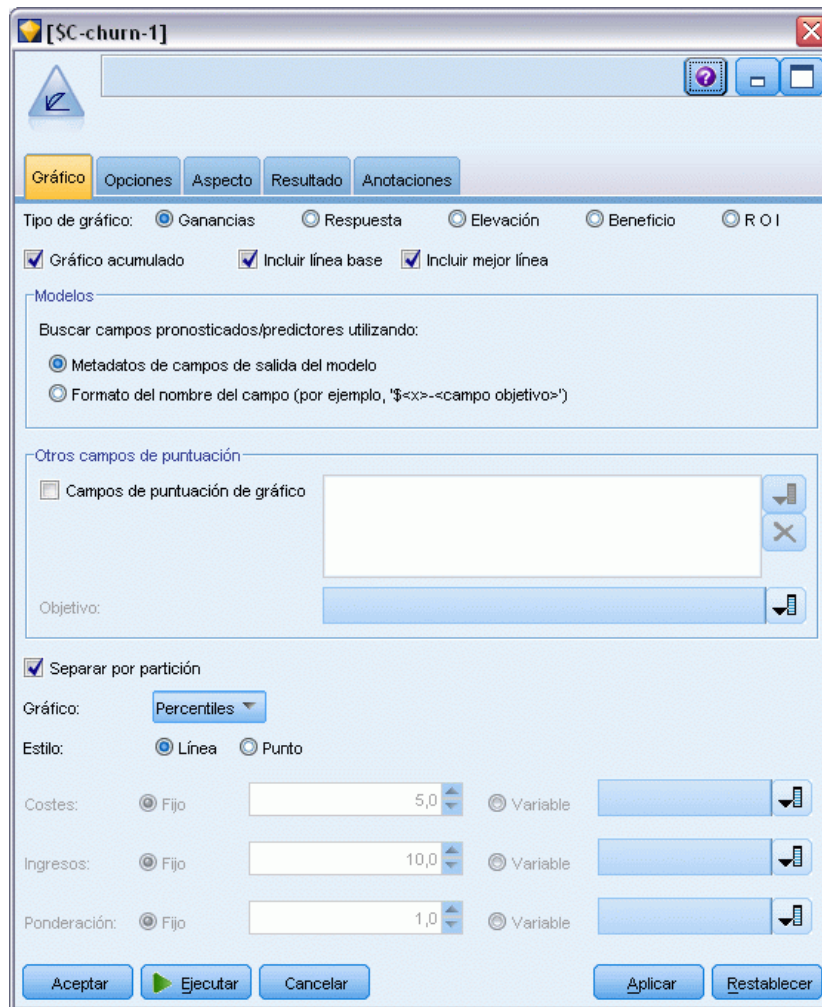 [$C-churn-1]
Gráfico Opciones Aspecto Resultado Anotaciones
Tipo de gráfico: Ganancias Respuesta Elevación Beneficio R O I
Gráfico acumulado Incluir línea base Incluir mejor línea
Modelos
Buscar campos pronosticados/predictores utilizando:
Metadatos de campos de salida del modelo
Formato del nombre del campo (por ejemplo, '$<x>-<campo objetivo>')
Otros campos de puntuación
Campos de puntuación de gráfico
Objetivo:
Separar por partición
Gráfico: Percentiles
Estilo: Línea Punto
Costes: Fijo 5,0 Variable
Ingresos: Fijo 10,0 Variable
Ponderación: Fijo 1,0 Variable
Aceptar Ejecutar Cancelar Aplicar Restablecer